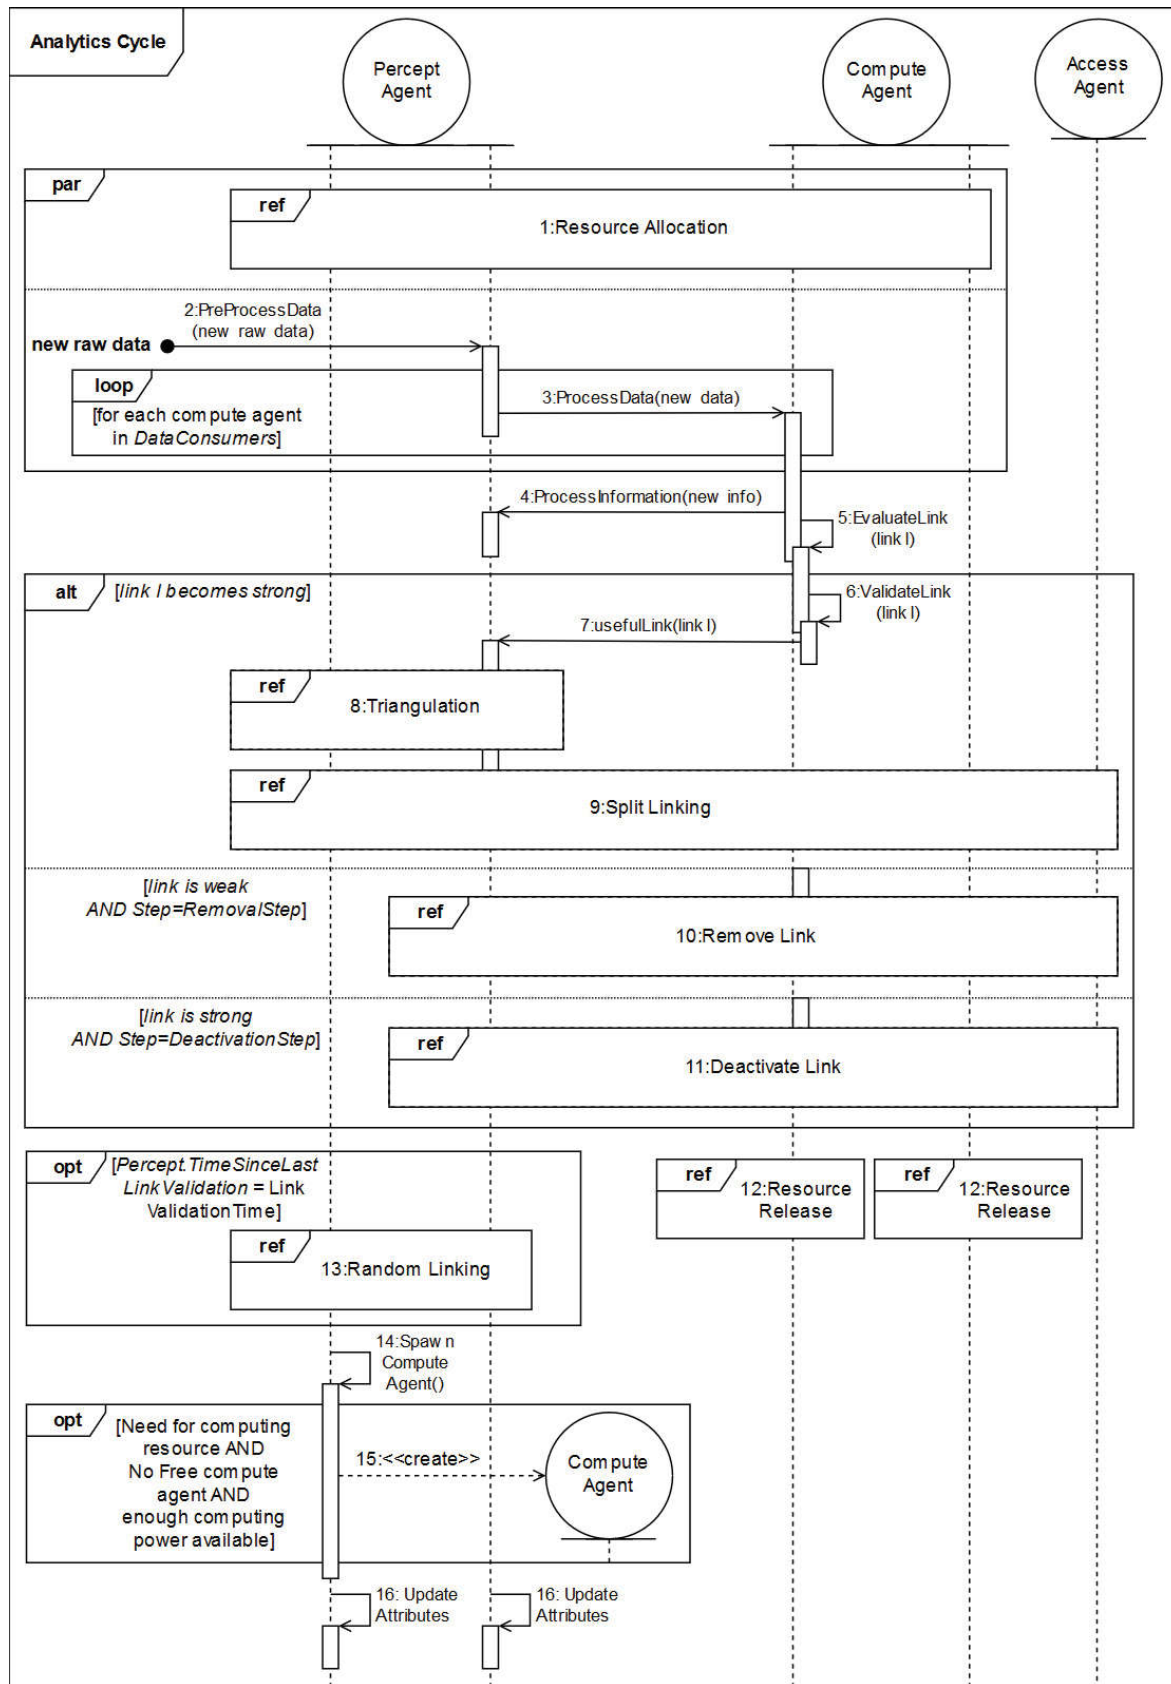 Analytics Cycle
Percept
Agent
Compute
Agent
Access
Agent
par
ref
1:Resource Allocation
2:PreProcessData
(new raw data)
new raw data
loop
[for each compute agent
in DataConsumers]
3:ProcessData(new data)
4:ProcessInformation(new info)
5:EvaluateLink
(link l)
alt
[link l becomes strong]
6:ValidateLink
(link l)
7:usefulLink(link l)
ref
8:Triangulation
ref
9:Split Linking
[link is weak
AND Step=RemovalStep]
ref
10:Remove Link
[link is strong
AND Step=DeactivationStep]
ref
11:Deactivate Link
opt
[Percept.TimeSinceLast
LinkValidation = Link
ValidationTime]
ref
12:Resource
Release
ref
12:Resource
Release
ref
13:Random Linking
14:Spawn
Compute
Agent()
opt
[Need for computing
resource AND
No Free compute
agent AND
enough computing
power available]
15:<<create>>
Compute
Agent
16: Update
Attributes
16: Update
Attributes